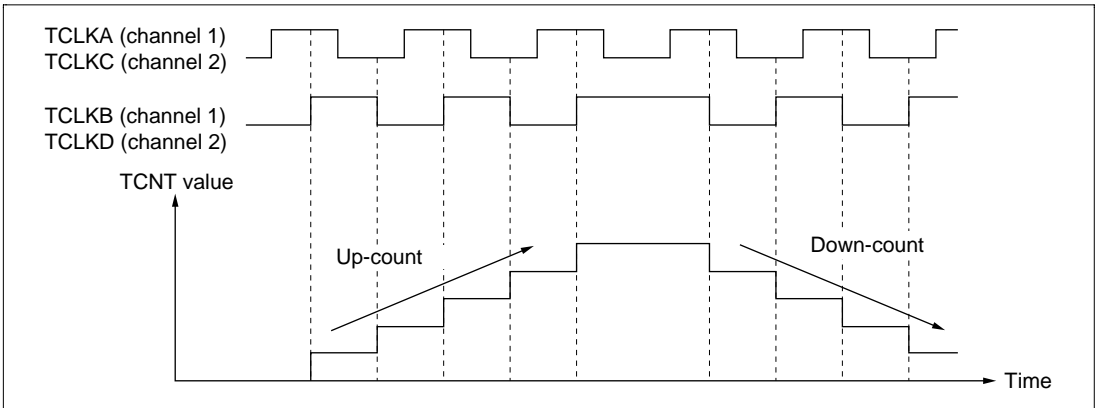 TCLKA (channel 1)
TCLKC (channel 2)
TCLKB (channel 1)
TCLKD (channel 2)
TCNT value
Up-count
Down-count
Time